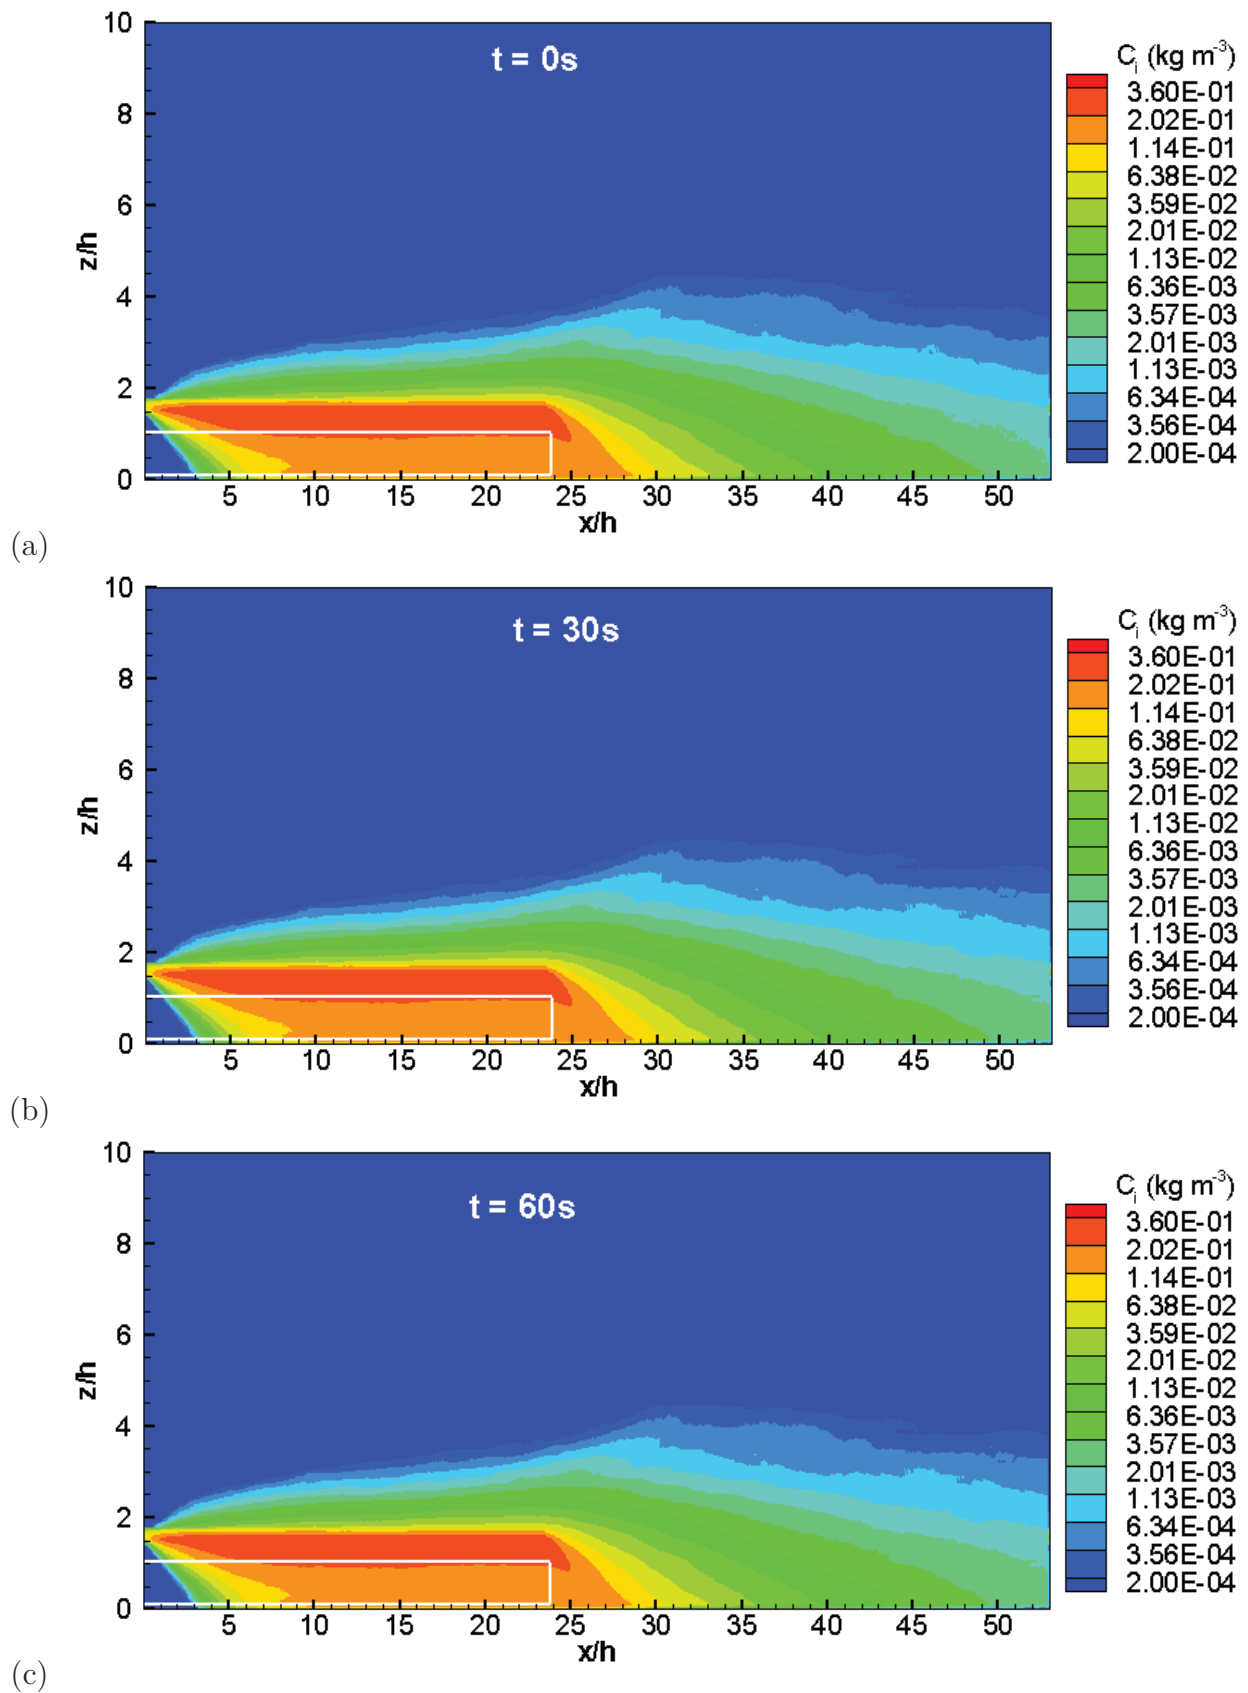 10
t = 0s
C_i (kg m^-3)
3.60E-01
8
2.02E-01
1.14E-01
6.38E-02
6
3.59E-02
z/h
2.01E-02
1.13E-02
4
6.36E-03
3.57E-03
2.01E-03
2
1.13E-03
6.34E-04
3.56E-04
0
2.00E-04
5 10 15 20 25 30 35 40 45 50
x/h
(a)
10
t = 30s
C_i (kg m^-3)
3.60E-01
8
2.02E-01
1.14E-01
6.38E-02
6
3.59E-02
z/h
2.01E-02
1.13E-02
4
6.36E-03
3.57E-03
2.01E-03
2
1.13E-03
6.34E-04
3.56E-04
0
2.00E-04
5 10 15 20 25 30 35 40 45 50
x/h
(b)
10
t = 60s
C_i (kg m^-3)
3.60E-01
8
2.02E-01
1.14E-01
6.38E-02
6
3.59E-02
z/h
2.01E-02
1.13E-02
4
6.36E-03
3.57E-03
2.01E-03
2
1.13E-03
6.34E-04
3.56E-04
0
2.00E-04
5 10 15 20 25 30 35 40 45 50
x/h
(c)